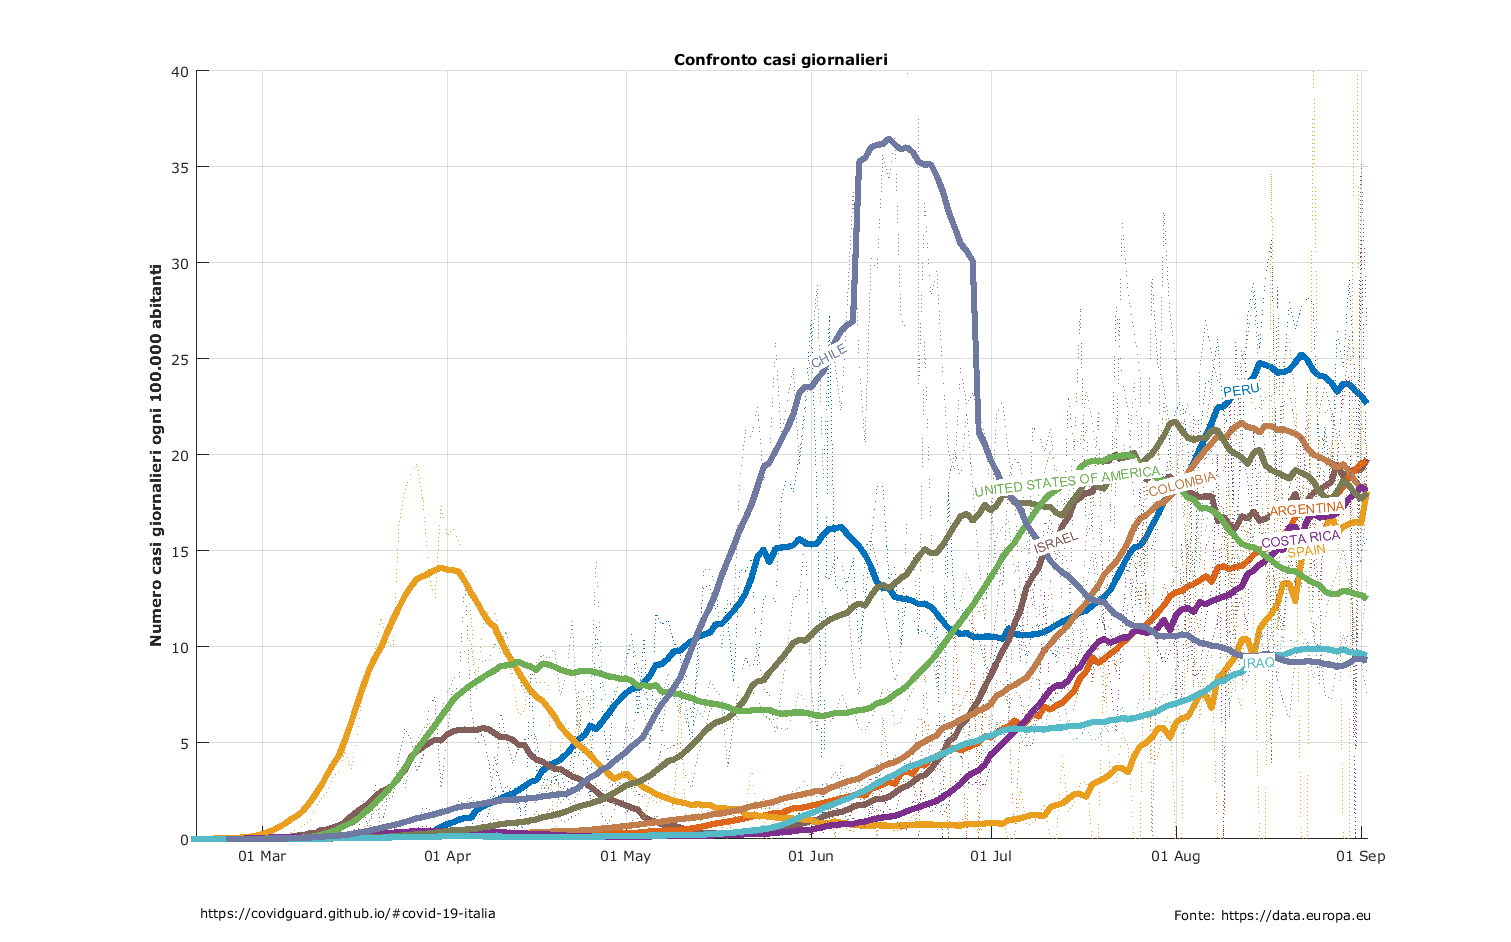 Confronto casi giornalieri
Numero casi giornalieri ogni 100.000 abitanti
40
35
30
25
20
15
10
5
0
CHILE
PERU
UNITED STATES OF AMERICA
COLOMBIA
ARGENTINA
ISRAEL
COSTA RICA
SPAIN
IRAQ
01 Mar
01 Apr
01 May
01 Jun
01 Jul
01 Aug
01 Sep
https://covidguard.github.io/#covid-19-italia
Fonte: https://data.europa.eu